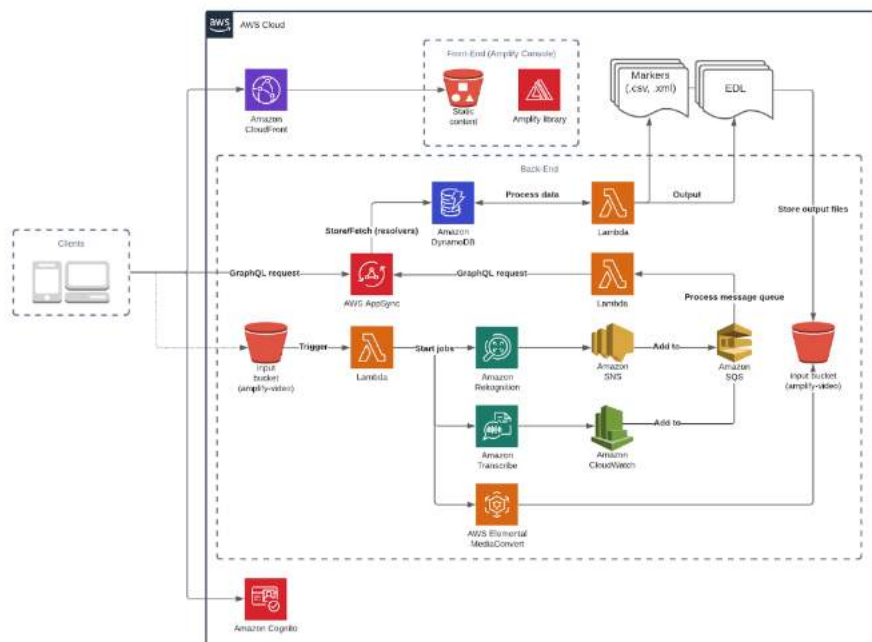 aws
AWS Cloud
Front-End (Amplify Console)
Static
content
Amplify library
Amazon
CloudFront
Markers
(.csv, .xml)
EDL
Back-End
Amazon
DynamoDB
Process data
Lambda
Output
Store output files
Store/Fetch (resolvers)
Clients
GraphQL request
AWS AppSync
GraphQL request
Lambda
Process message queue
Input
bucket
(amplify-video)
Trigger
Lambda
Start jobs
Amazon
Rekognition
Amazon
SNS
Add to
Amazon
SQS
input bucket
(amplify-video)
Amazon
Transcribe
Amazon
CloudWatch
Add to
AWS Elemental
MediaConvert
Amazon Cognito